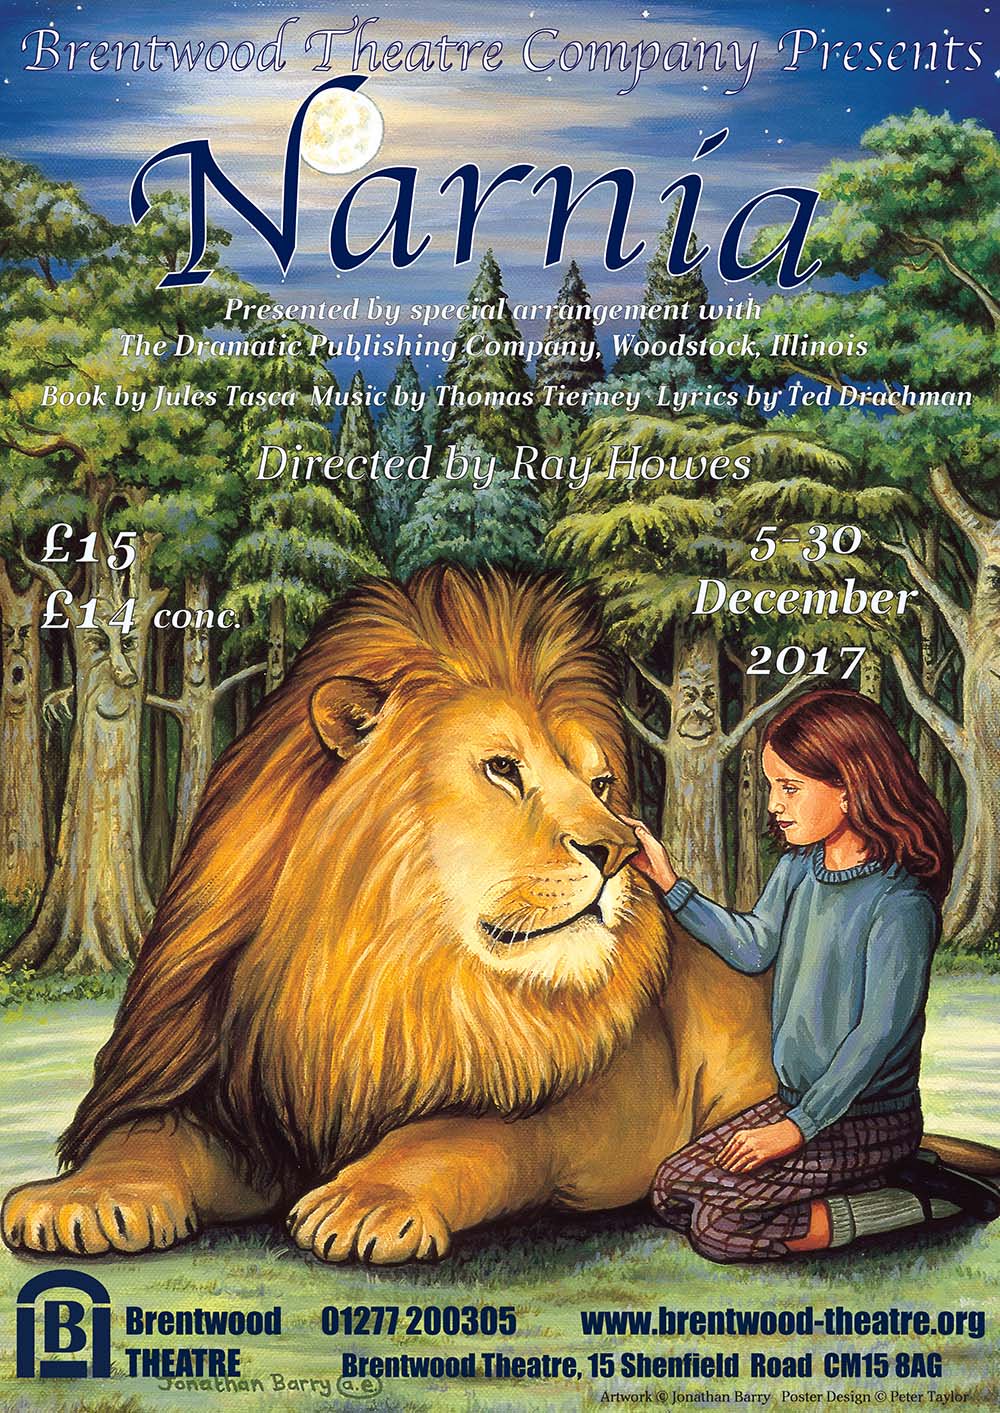 Brentwood Theatre Company Presents
Narnia
Presented by special arrangement with
The Dramatic Publishing Company, Woodstock, Illinois
Book by Jules Tasca Music by Thomas Tierney Lyrics by Ted Drachman
Directed by Ray Howes
£15
£14 conc.
5-30
December
2017
B
Brentwood
THEATRE
01277 200305
www.brentwood-theatre.org
Brentwood Theatre, 15 Shenfield Road CM15 8AG
Jonathan Barry (a.e)
Artwork © Jonathan Barry Poster Design © Peter Taylor